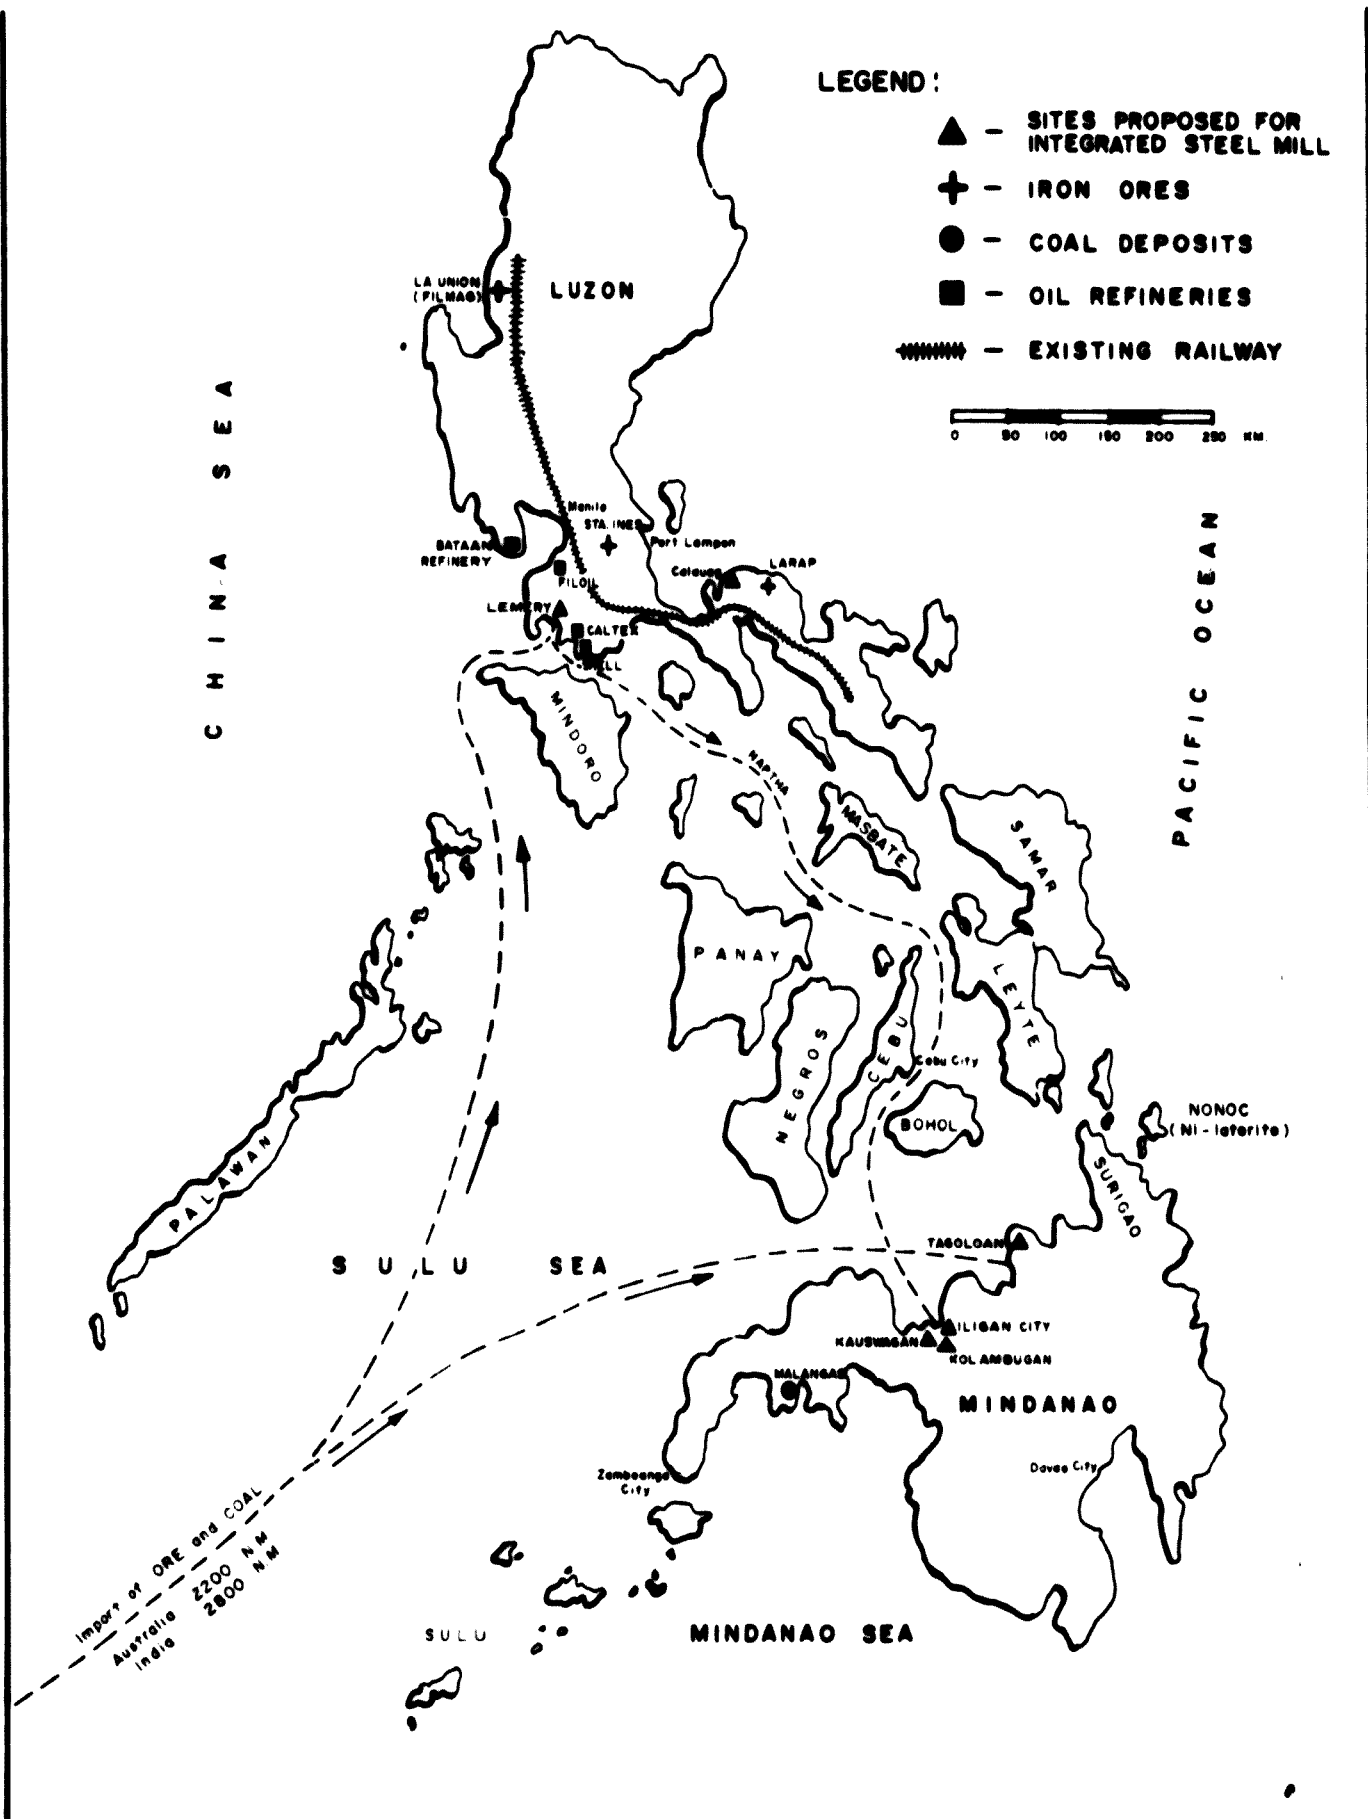 LEGEND:
SITES PROPOSED FOR
INTEGRATED STEEL MILL
IRON ORES
COAL DEPOSITS
OIL REFINERIES
EXISTING RAILWAY
0 50 100 150 200 250 KM.
LA UNION
(FILMAG)
LUZON
CHINA SEA
PACIFIC OCEAN
Manila
STA. INES
BATAAN
REFINERY
Port Lampon
FILOIL
Calauag
LARAP
LEMERY
CALTEX
MINDORO
NAPTHA
MASBATE
SAMAR
PANAY
LEYTE
NEGROS
CEBU
Cebu City
BOHOL
NONOC
(Ni-laterite)
SURIGAO
PALAWAN
SULU SEA
TAGOLOAN
ILIGAN CITY
KAUSWAGAN
KOLAMBUGAN
MALANGAS
MINDANAO
Davao City
Zamboanga
City
Import of ORE and COAL
Australia 2200 N.M
India 2800 N.M
SULU
MINDANAO SEA